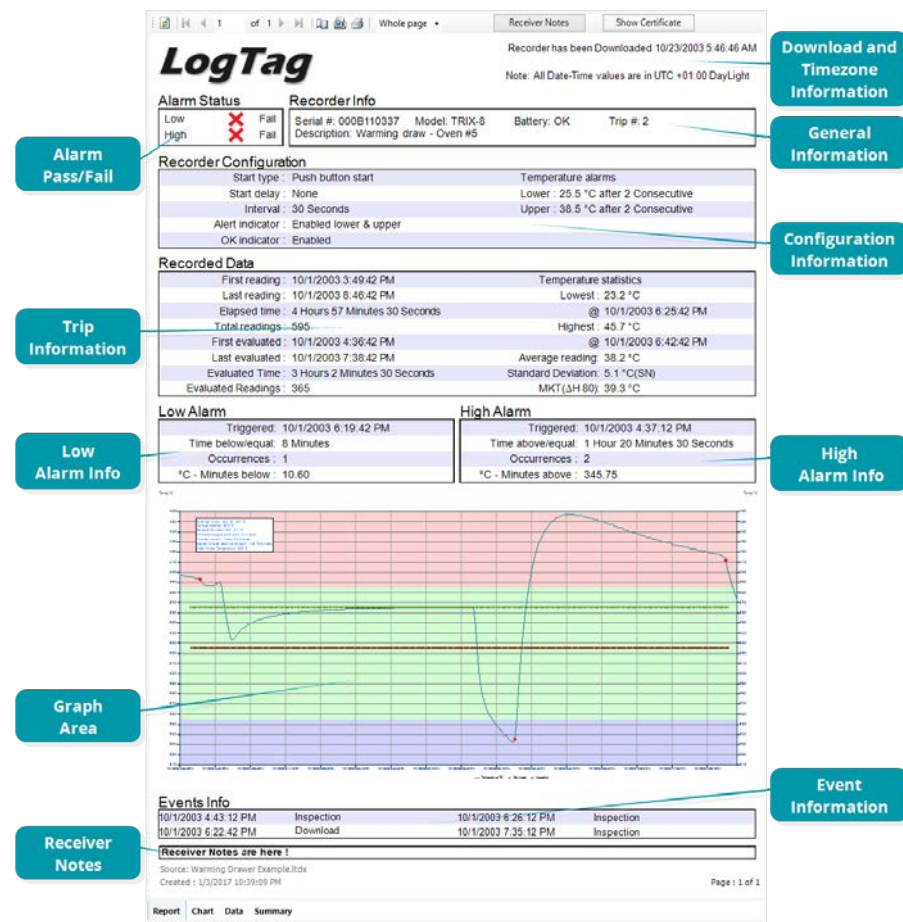 1 of 1 Whole page Receiver Notes Show Certificate
Recorder has been Downloaded 10/23/2003 5:46:46 AM
LogTag
Note: All Date-Time values are in UTC +01:00 DayLight
Download and
Timezone
Information
Alarm Status Recorder Info
Low Fail
High Fail
Serial #: 000B110337 Model: TRIX-8 Battery: OK Trip #: 2
Description: Warming draw - Oven #5
General
Information
Alarm
Pass/Fail
Recorder Configuration
Start type : Push button start Temperature alarms
Start delay : None Lower : 25.5 °C after 2 Consecutive
Interval : 30 Seconds Upper : 38.5 °C after 2 Consecutive
Alert indicator : Enabled lower & upper
OK indicator : Enabled
Configuration
Information
Recorded Data
First reading : 10/1/2003 3:49:42 PM Temperature statistics
Last reading : 10/1/2003 8:46:42 PM Lowest : 23.2 °C
Elapsed time : 4 Hours 57 Minutes 30 Seconds @ 10/1/2003 6:25:42 PM
Total readings : 595 Highest : 45.7 °C
First evaluated : 10/1/2003 4:36:42 PM @ 10/1/2003 6:42:42 PM
Last evaluated : 10/1/2003 7:38:42 PM Average reading: 38.2 °C
Evaluated Time : 3 Hours 2 Minutes 30 Seconds Standard Deviation: 5.1 °C(SN)
Evaluated Readings : 365 MKT(ΔH 80): 39.3 °C
Trip
Information
Low Alarm High Alarm
Triggered: 10/1/2003 6:19:42 PM Triggered: 10/1/2003 4:37:12 PM
Time below/equal: 8 Minutes Time above/equal: 1 Hour 20 Minutes 30 Seconds
Occurrences : 1 Occurrences : 2
°C - Minutes below : 10.60 °C - Minutes above : 345.75
Low
Alarm Info
High
Alarm Info
Graph
Area
Events Info
10/1/2003 4:43:12 PM Inspection 10/1/2003 6:26:12 PM Inspection
10/1/2003 6:22:42 PM Download 10/1/2003 7:35:12 PM Inspection
Event
Information
Receiver Notes are here !
Receiver
Notes
Source: Warming Drawer Example.ltdx
Created : 1/3/2017 10:39:09 PM Page : 1 of 1
Report Chart Data Summary